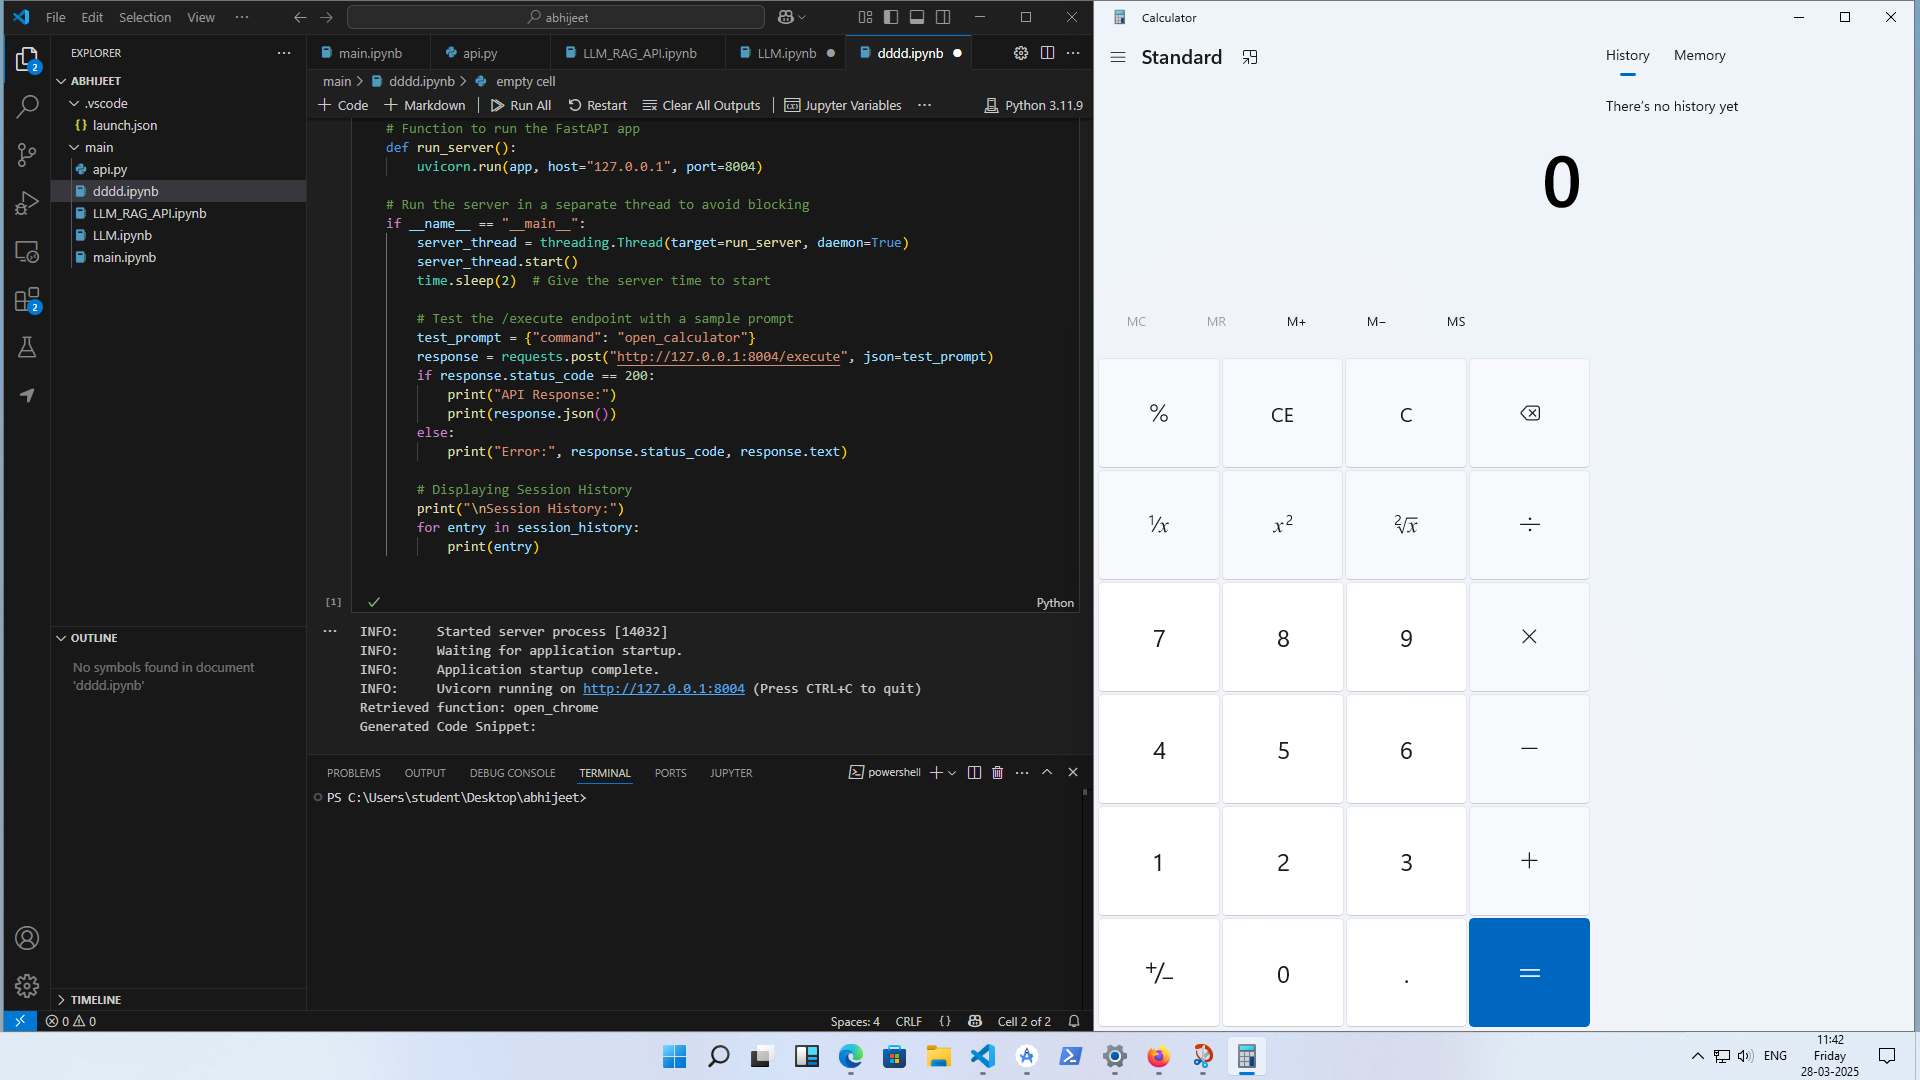 File Edit Selection View ···
abhijeet
EXPLORER
ABHIJEET
.vscode
launch.json
main
api.py
dddd.ipynb
LLM_RAG_API.ipynb
LLM.ipynb
main.ipynb
OUTLINE
No symbols found in document
'dddd.ipynb'
TIMELINE
2
2
main.ipynb api.py LLM_RAG_API.ipynb LLM.ipynb dddd.ipynb
main > dddd.ipynb > empty cell
Code Markdown Run All Restart Clear All Outputs Jupyter Variables ··· Python 3.11.9
# Function to run the FastAPI app
def run_server():
uvicorn.run(app, host="127.0.0.1", port=8004)
# Run the server in a separate thread to avoid blocking
if __name__ == "__main__":
server_thread = threading.Thread(target=run_server, daemon=True)
server_thread.start()
time.sleep(2)  # Give the server time to start
# Test the /execute endpoint with a sample prompt
test_prompt = {"command": "open_calculator"}
response = requests.post("http://127.0.0.1:8004/execute", json=test_prompt)
if response.status_code == 200:
print("API Response:")
print(response.json())
else:
print("Error:", response.status_code, response.text)
# Displaying Session History
print("\nSession History:")
for entry in session_history:
print(entry)
[1] Python
INFO:     Started server process [14032]
INFO:     Waiting for application startup.
INFO:     Application startup complete.
INFO:     Uvicorn running on http://127.0.0.1:8004 (Press CTRL+C to quit)
Retrieved function: open_chrome
Generated Code Snippet:
PROBLEMS OUTPUT DEBUG CONSOLE TERMINAL PORTS JUPYTER powershell
PS C:\Users\student\Desktop\abhijeet>
0 0 Spaces: 4 CRLF {} Cell 2 of 2
Calculator
Standard
History Memory
There's no history yet
0
MC MR M+ M− MS
% CE C
¹/x x² ²√x ÷
7 8 9 ×
4 5 6 −
1 2 3 +
+/− 0 . =
ENG
11:42
Friday
28-03-2025